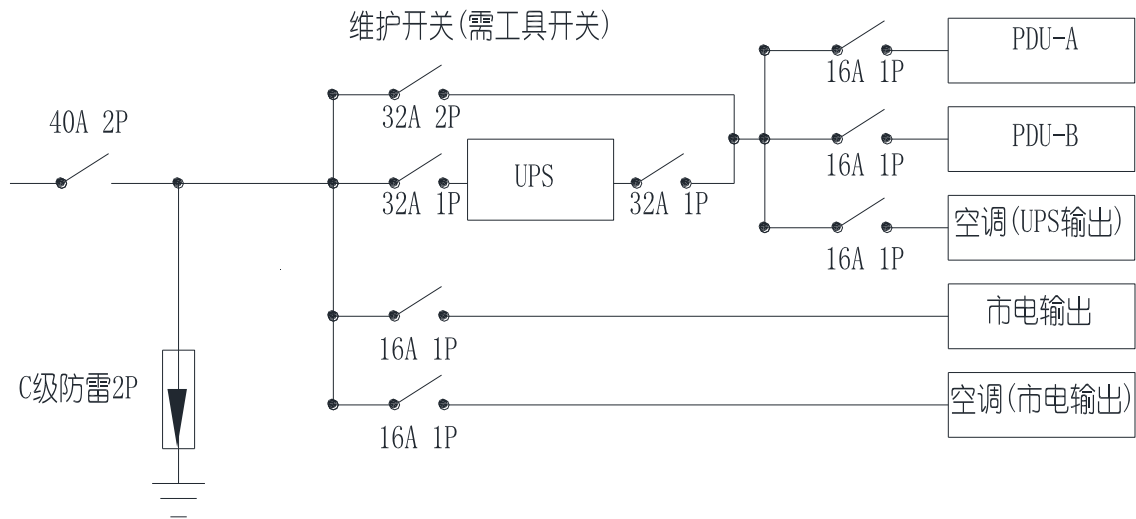 维护开关(需工具开关)
PDU-A
16A 1P
40A 2P
32A 2P
PDU-B
16A 1P
UPS
32A 1P
32A 1P
空调(UPS输出)
16A 1P
市电输出
16A 1P
C级防雷2P
空调(市电输出)
16A 1P